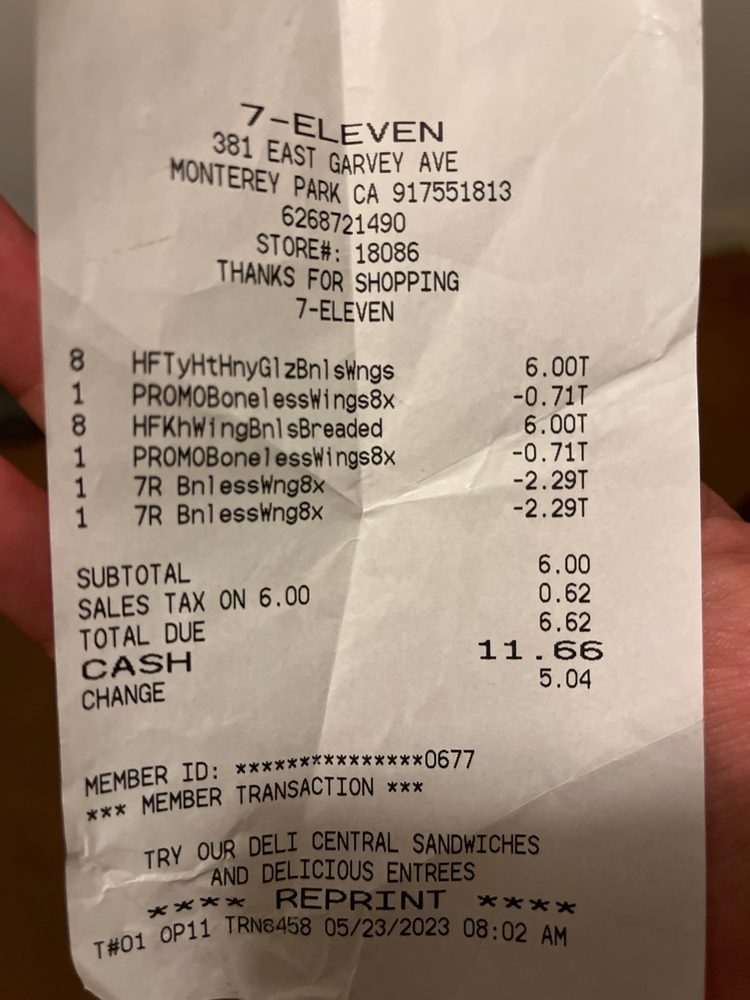 7-ELEVEN
381 EAST GARVEY AVE
MONTEREY PARK CA 917551813
6268721490
STORE#: 18086
THANKS FOR SHOPPING
7-ELEVEN
8 HFTyHtHnyGlzBnlsWngs 6.00T
1 PROMOBonelessWings8x -0.71T
8 HFKhWingBnlsBreaded 6.00T
1 PROMOBonelessWings8x -0.71T
1 7R BnlessWng8x -2.29T
1 7R BnlessWng8x -2.29T
SUBTOTAL 6.00
SALES TAX ON 6.00 0.62
TOTAL DUE 6.62
CASH 11.66
CHANGE 5.04
MEMBER ID: ***************0677
*** MEMBER TRANSACTION ***
TRY OUR DELI CENTRAL SANDWICHES
AND DELICIOUS ENTREES
**** REPRINT ****
T#01 OP11 TRN8458 05/23/2023 08:02 AM